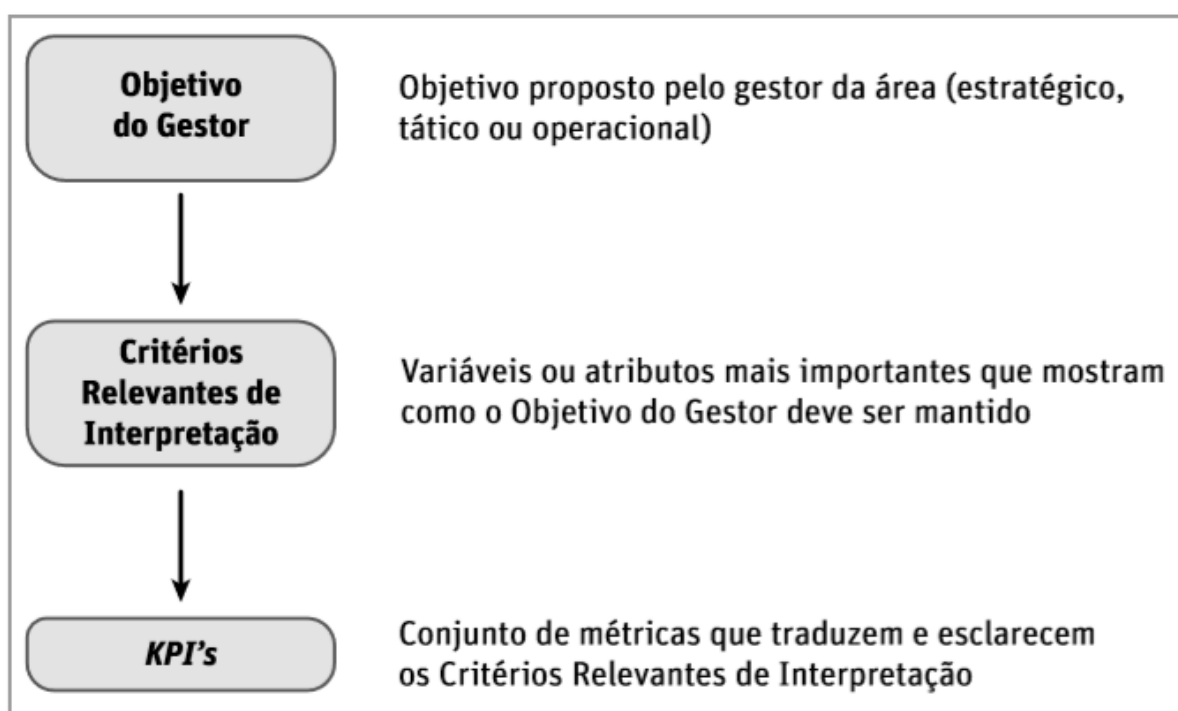 Objetivo
do Gestor
Objetivo proposto pelo gestor da área (estratégico,
tático ou operacional)
Critérios
Relevantes de
Interpretação
Variáveis ou atributos mais importantes que mostram
como o Objetivo do Gestor deve ser mantido
KPI's
Conjunto de métricas que traduzem e esclarecem
os Critérios Relevantes de Interpretação